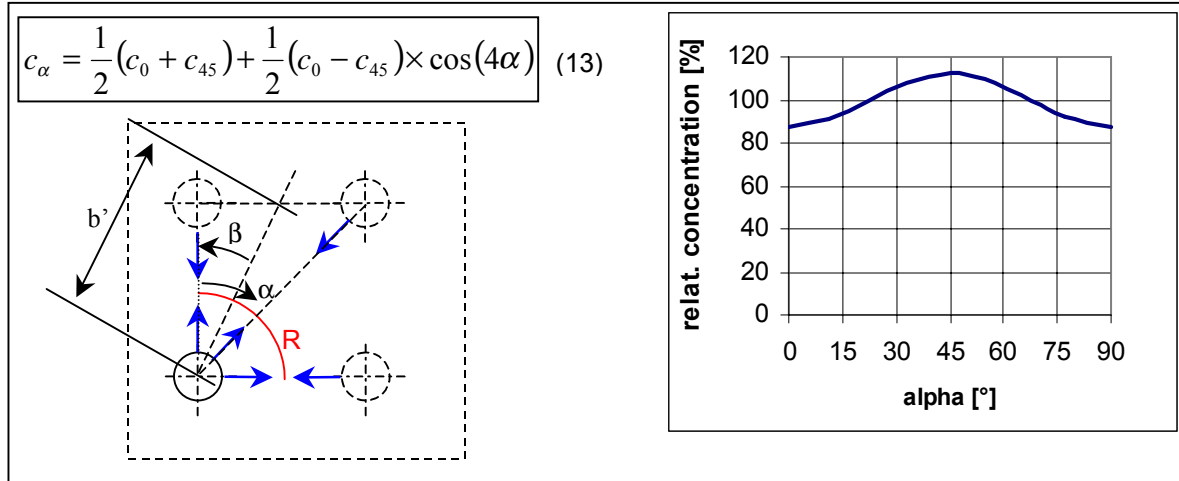 c_α = 1/2 (c_0 + c_45) + 1/2 (c_0 − c_45) × cos(4α) (13)
b'
β
α
R
relat. concentration [%]
120
100
80
60
40
20
0
0 15 30 45 60 75 90
alpha [°]